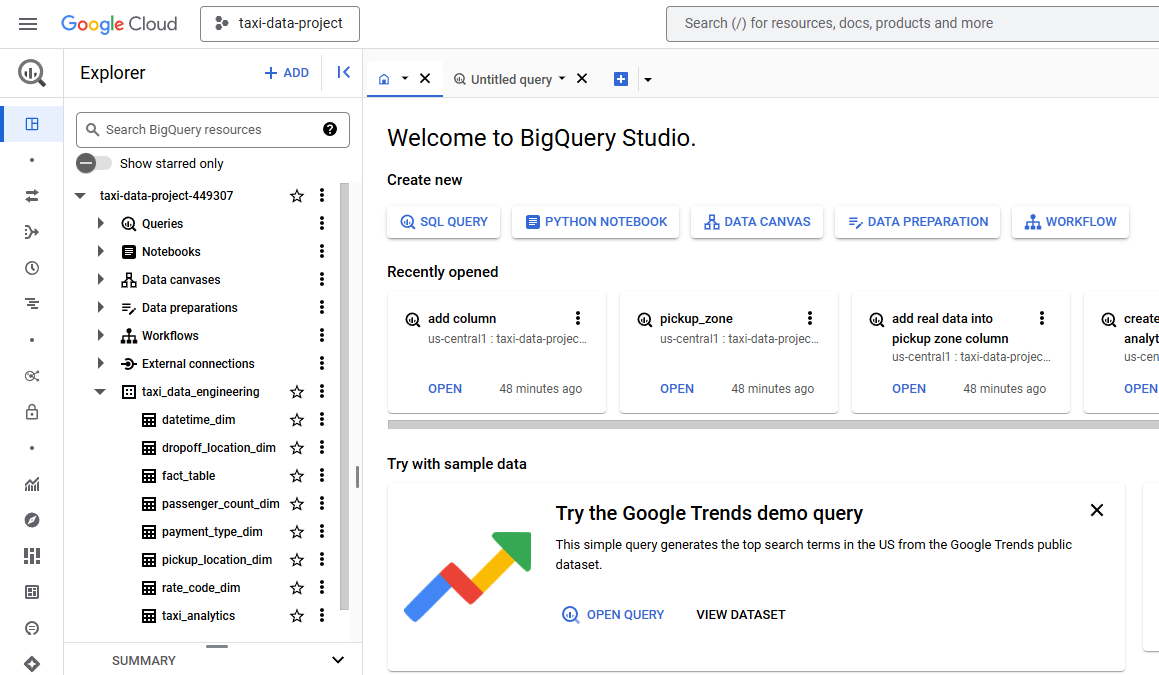 Google Cloud
taxi-data-project
Search (/) for resources, docs, products and more
Explorer
+ ADD
Untitled query
Search BigQuery resources
Show starred only
taxi-data-project-449307
Queries
Notebooks
Data canvases
Data preparations
Workflows
External connections
taxi_data_engineering
datetime_dim
dropoff_location_dim
fact_table
passenger_count_dim
payment_type_dim
pickup_location_dim
rate_code_dim
taxi_analytics
SUMMARY
Welcome to BigQuery Studio.
Create new
SQL QUERY
PYTHON NOTEBOOK
DATA CANVAS
DATA PREPARATION
WORKFLOW
Recently opened
add column
us-central1 : taxi-data-projec...
OPEN
48 minutes ago
pickup_zone
us-central1 : taxi-data-projec...
OPEN
48 minutes ago
add real data into
pickup zone column
us-central1 : taxi-data-projec...
OPEN
48 minutes ago
create
analyt
us-cen
OPEN
Try with sample data
Try the Google Trends demo query
This simple query generates the top search terms in the US from the Google Trends public
dataset.
OPEN QUERY
VIEW DATASET